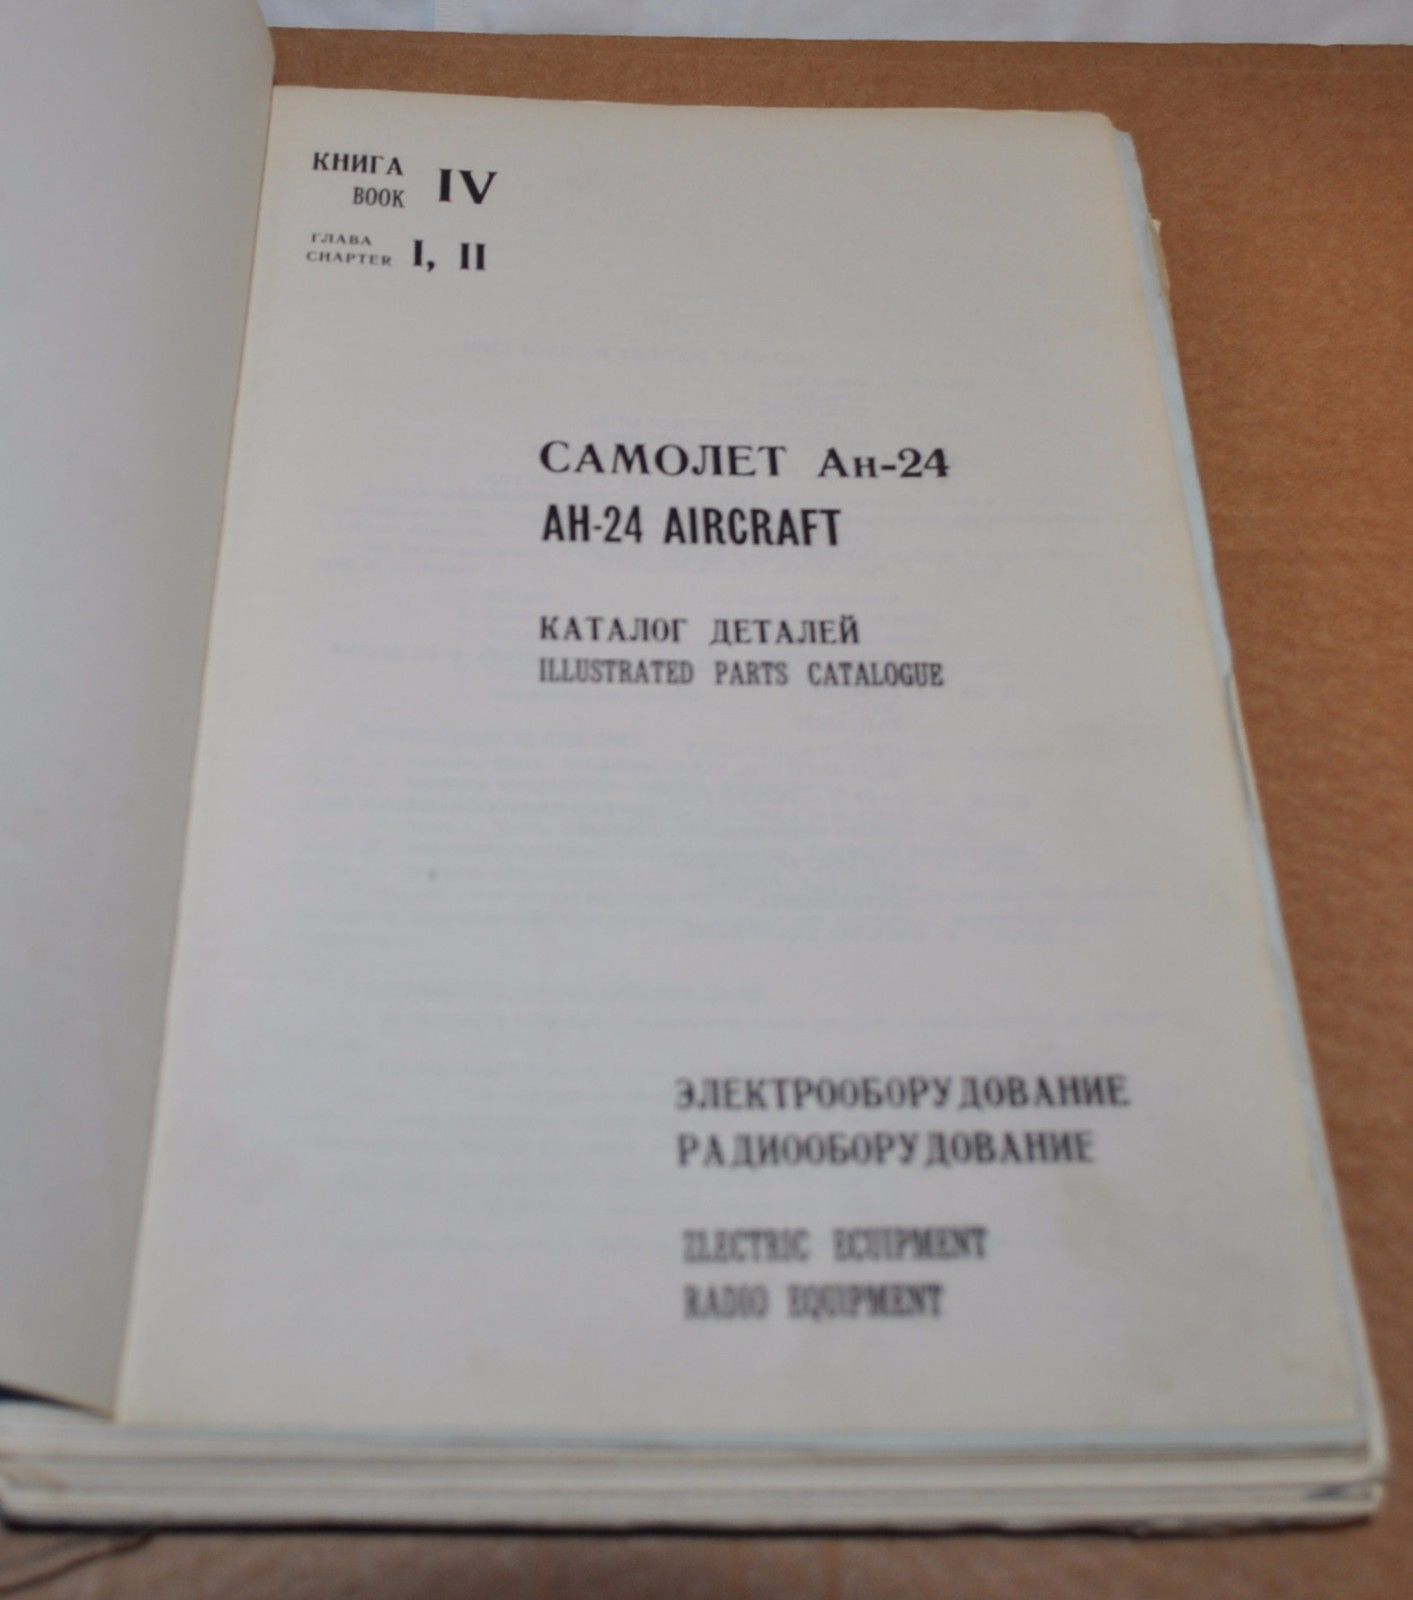 КНИГА IV
BOOK
ГЛАВА I, II
CHAPTER
САМОЛЕТ Ан-24
АН-24 AIRCRAFT
КАТАЛОГ ДЕТАЛЕЙ
ILLUSTRATED PARTS CATALOGUE
ЭЛЕКТРООБОРУДОВАНИЕ
РАДИООБОРУДОВАНИЕ
ZLECTRIC ECUIPMENT
RADIO EQUIPMENT